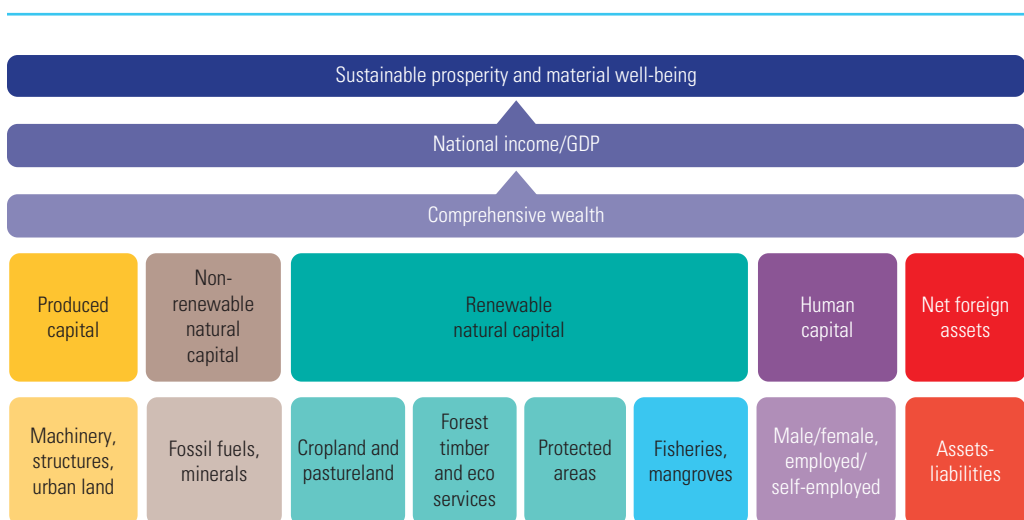 Sustainable prosperity and material well-being
National income/GDP
Comprehensive wealth
Produced
capital
Non-
renewable
natural
capital
Renewable
natural capital
Human
capital
Net foreign
assets
Machinery,
structures,
urban land
Fossil fuels,
minerals
Cropland and
pastureland
Forest
timber
and eco
services
Protected
areas
Fisheries,
mangroves
Male/female,
employed/
self-employed
Assets-
liabilities